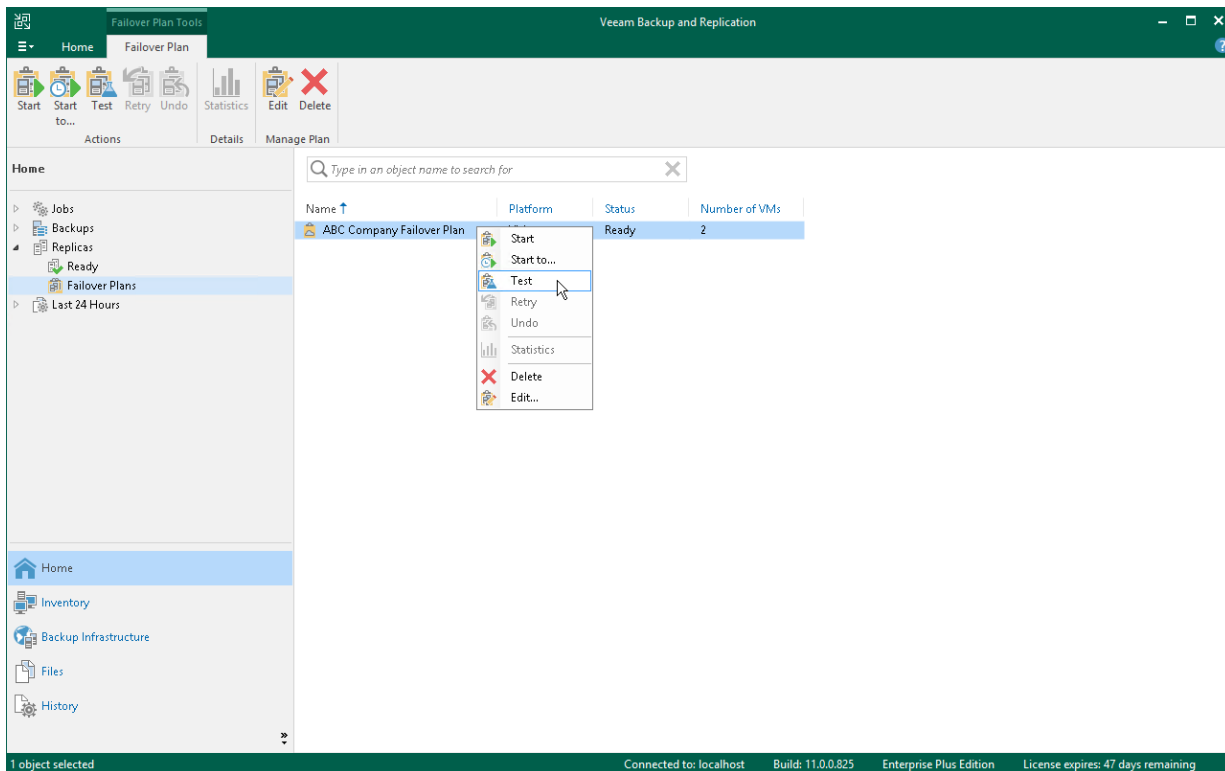 Failover Plan Tools
Veeam Backup and Replication
Home
Failover Plan
Start
Start to...
Test
Retry
Undo
Statistics
Edit
Delete
Actions
Details
Manage Plan
Home
Type in an object name to search for
Jobs
Backups
Replicas
Ready
Failover Plans
Last 24 Hours
Name
Platform
Status
Number of VMs
ABC Company Failover Plan
Ready
2
Start
Start to...
Test
Retry
Undo
Statistics
Delete
Edit...
Home
Inventory
Backup Infrastructure
Files
History
1 object selected
Connected to: localhost
Build: 11.0.0.825
Enterprise Plus Edition
License expires: 47 days remaining